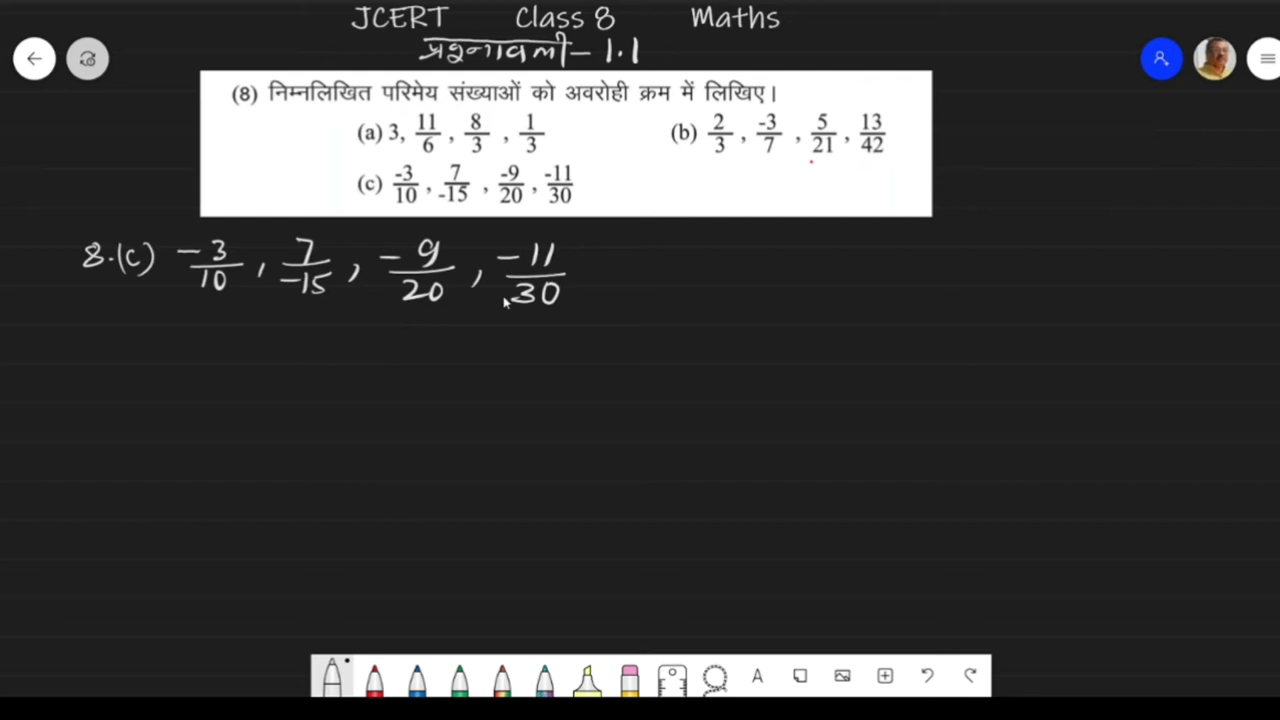 JCERT Class 8 Maths
प्रश्नावली - 1.1
(8) निम्नलिखित परिमेय संख्याओं को अवरोही क्रम में लिखिए।
(a) 3, 11/6, 8/3, 1/3 (b) 2/3, -3/7, 5/21, 13/42
(c) -3/10, 7/-15, -9/20, -11/30
8.(c) -3/10, 7/-15, -9/20, -11/30
A